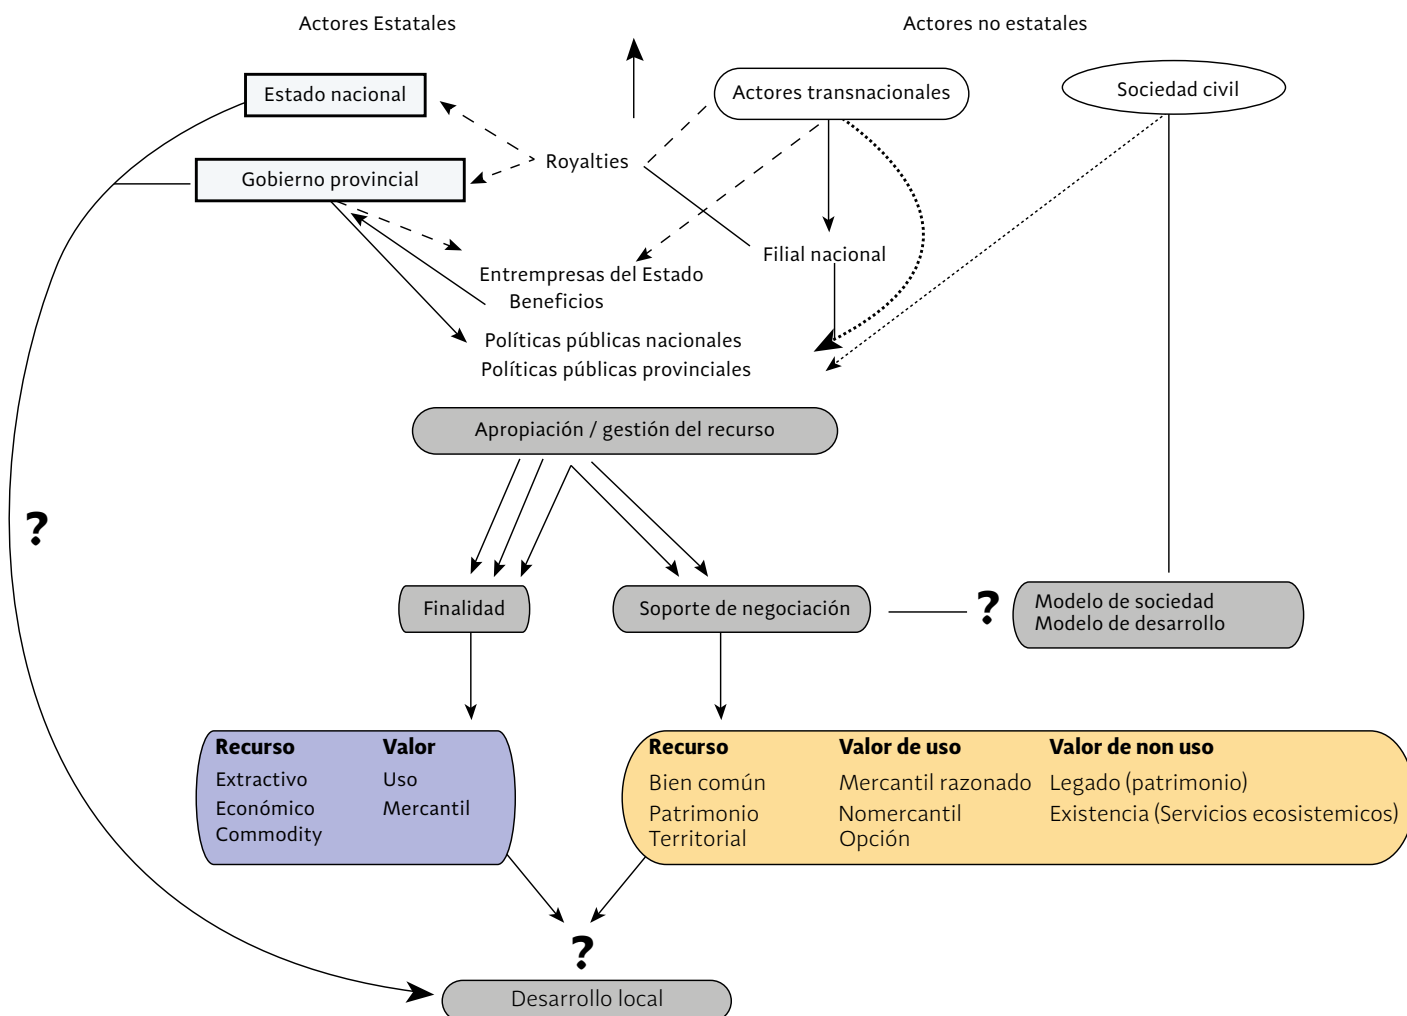 Actores Estatales
Actores no estatales
Estado nacional
Actores transnacionales
Sociedad civil
Gobierno provincial
Royalties
Filial nacional
Entrempresas del Estado
Beneficios
Políticas públicas nacionales
Políticas públicas provinciales
Apropiación / gestión del recurso
?
Finalidad
Soporte de negociación
?
Modelo de sociedad
Modelo de desarrollo
Recurso Valor
Extractivo Uso
Económico Mercantil
Commodity
Recurso Valor de uso Valor de non uso
Bien común Mercantil razonado Legado (patrimonio)
Patrimonio Nomercantil Existencia (Servicios ecosistemicos)
Territorial Opción
?
Desarrollo local